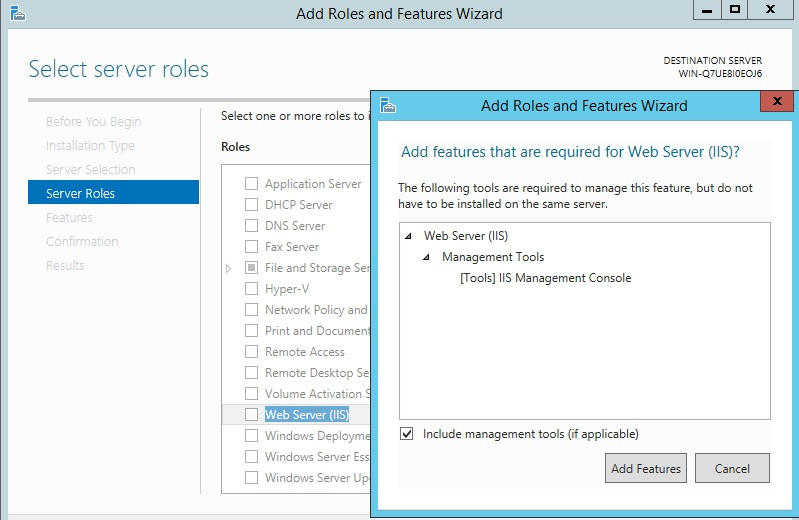 Add Roles and Features Wizard
Select server roles
DESTINATION SERVER
WIN-Q7UE8I0EOJ6
Before You Begin
Installation Type
Server Selection
Server Roles
Features
Confirmation
Results
Select one or more roles to i
Roles
Application Server
DHCP Server
DNS Server
Fax Server
File and Storage Ser
Hyper-V
Network Policy and
Print and Document
Remote Access
Remote Desktop Se
Volume Activation S
Web Server (IIS)
Windows Deployme
Windows Server Ess
Windows Server Up
Add Roles and Features Wizard
Add features that are required for Web Server (IIS)?
The following tools are required to manage this feature, but do not
have to be installed on the same server.
Web Server (IIS)
Management Tools
[Tools] IIS Management Console
Include management tools (if applicable)
Add Features
Cancel